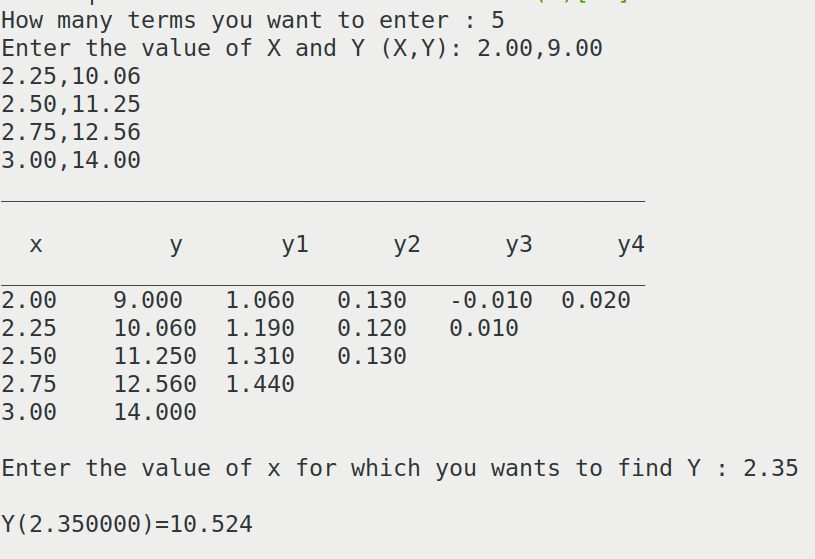 How many terms you want to enter : 5
Enter the value of X and Y (X,Y): 2.00,9.00
2.25,10.06
2.50,11.25
2.75,12.56
3.00,14.00
x y y1 y2 y3 y4
2.00 9.000 1.060 0.130 -0.010 0.020
2.25 10.060 1.190 0.120 0.010
2.50 11.250 1.310 0.130
2.75 12.560 1.440
3.00 14.000
Enter the value of x for which you wants to find Y : 2.35
Y(2.350000)=10.524